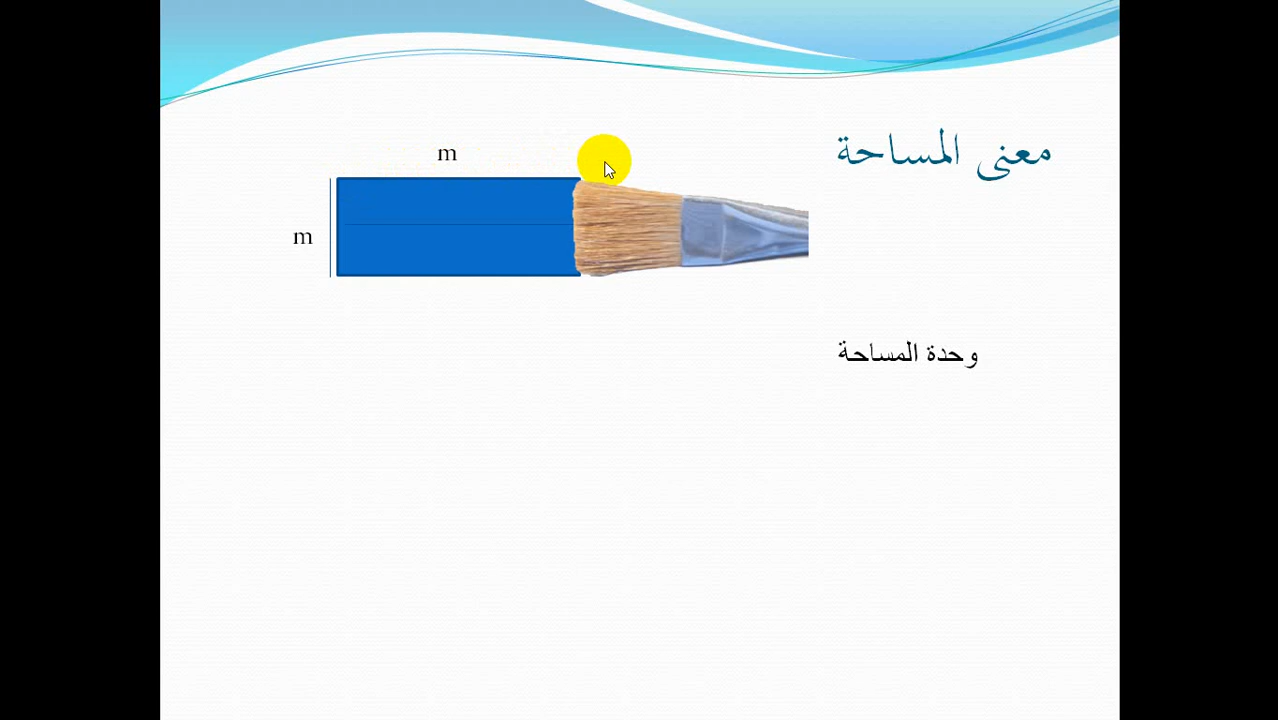 معنى المساحة
m
m
وحدة المساحة